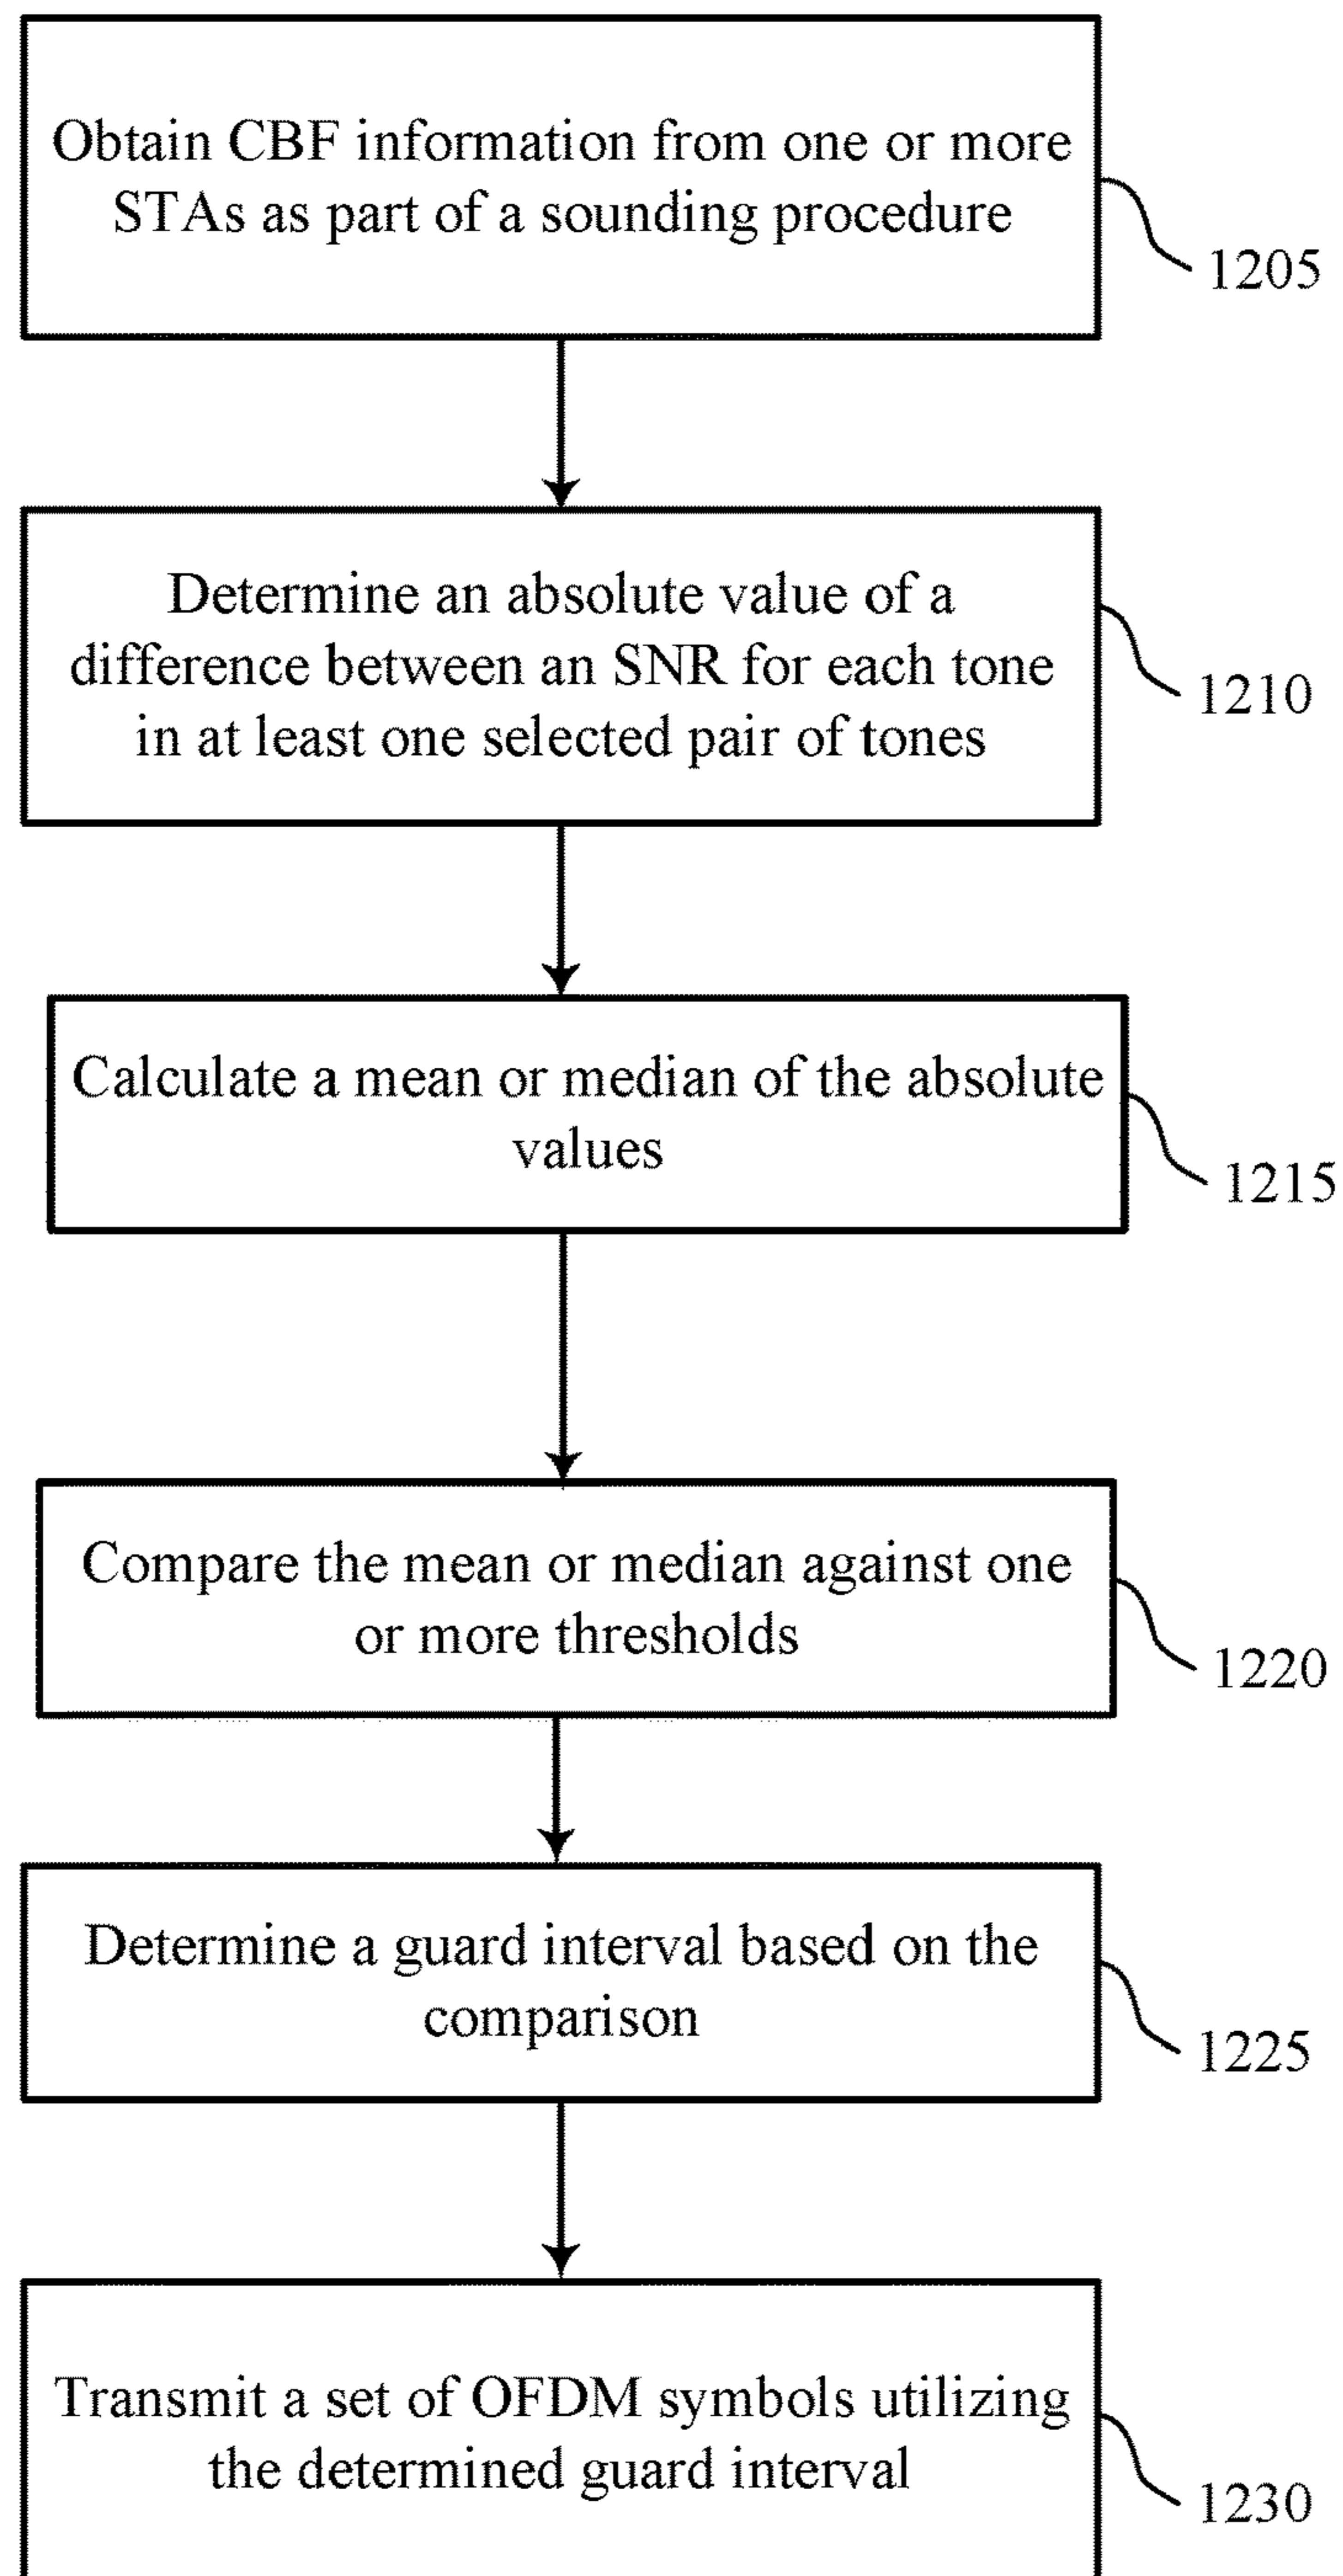 Obtain CBF information from one or more
STAs as part of a sounding procedure
1205
Determine an absolute value of a
difference between an SNR for each tone
in at least one selected pair of tones
1210
Calculate a mean or median of the absolute
values
1215
Compare the mean or median against one
or more thresholds
1220
Determine a guard interval based on the
comparison
1225
Transmit a set of OFDM symbols utilizing
the determined guard interval
1230